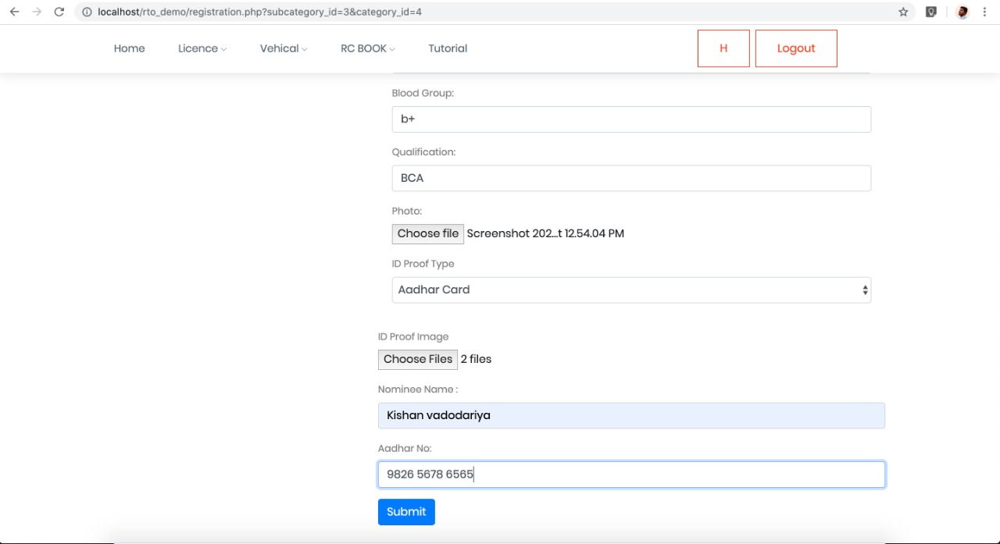 localhost/rto_demo/registration.php?subcategory_id=3&category_id=4
Home Licence Vehical RC BOOK Tutorial H Logout
Blood Group:
b+
Qualification:
BCA
Photo:
Choose file Screenshot 202...t 12.54.04 PM
ID Proof Type
Aadhar Card
ID Proof Image
Choose Files 2 files
Nominee Name :
Kishan vadodariya
Aadhar No:
9826 5678 6565
Submit